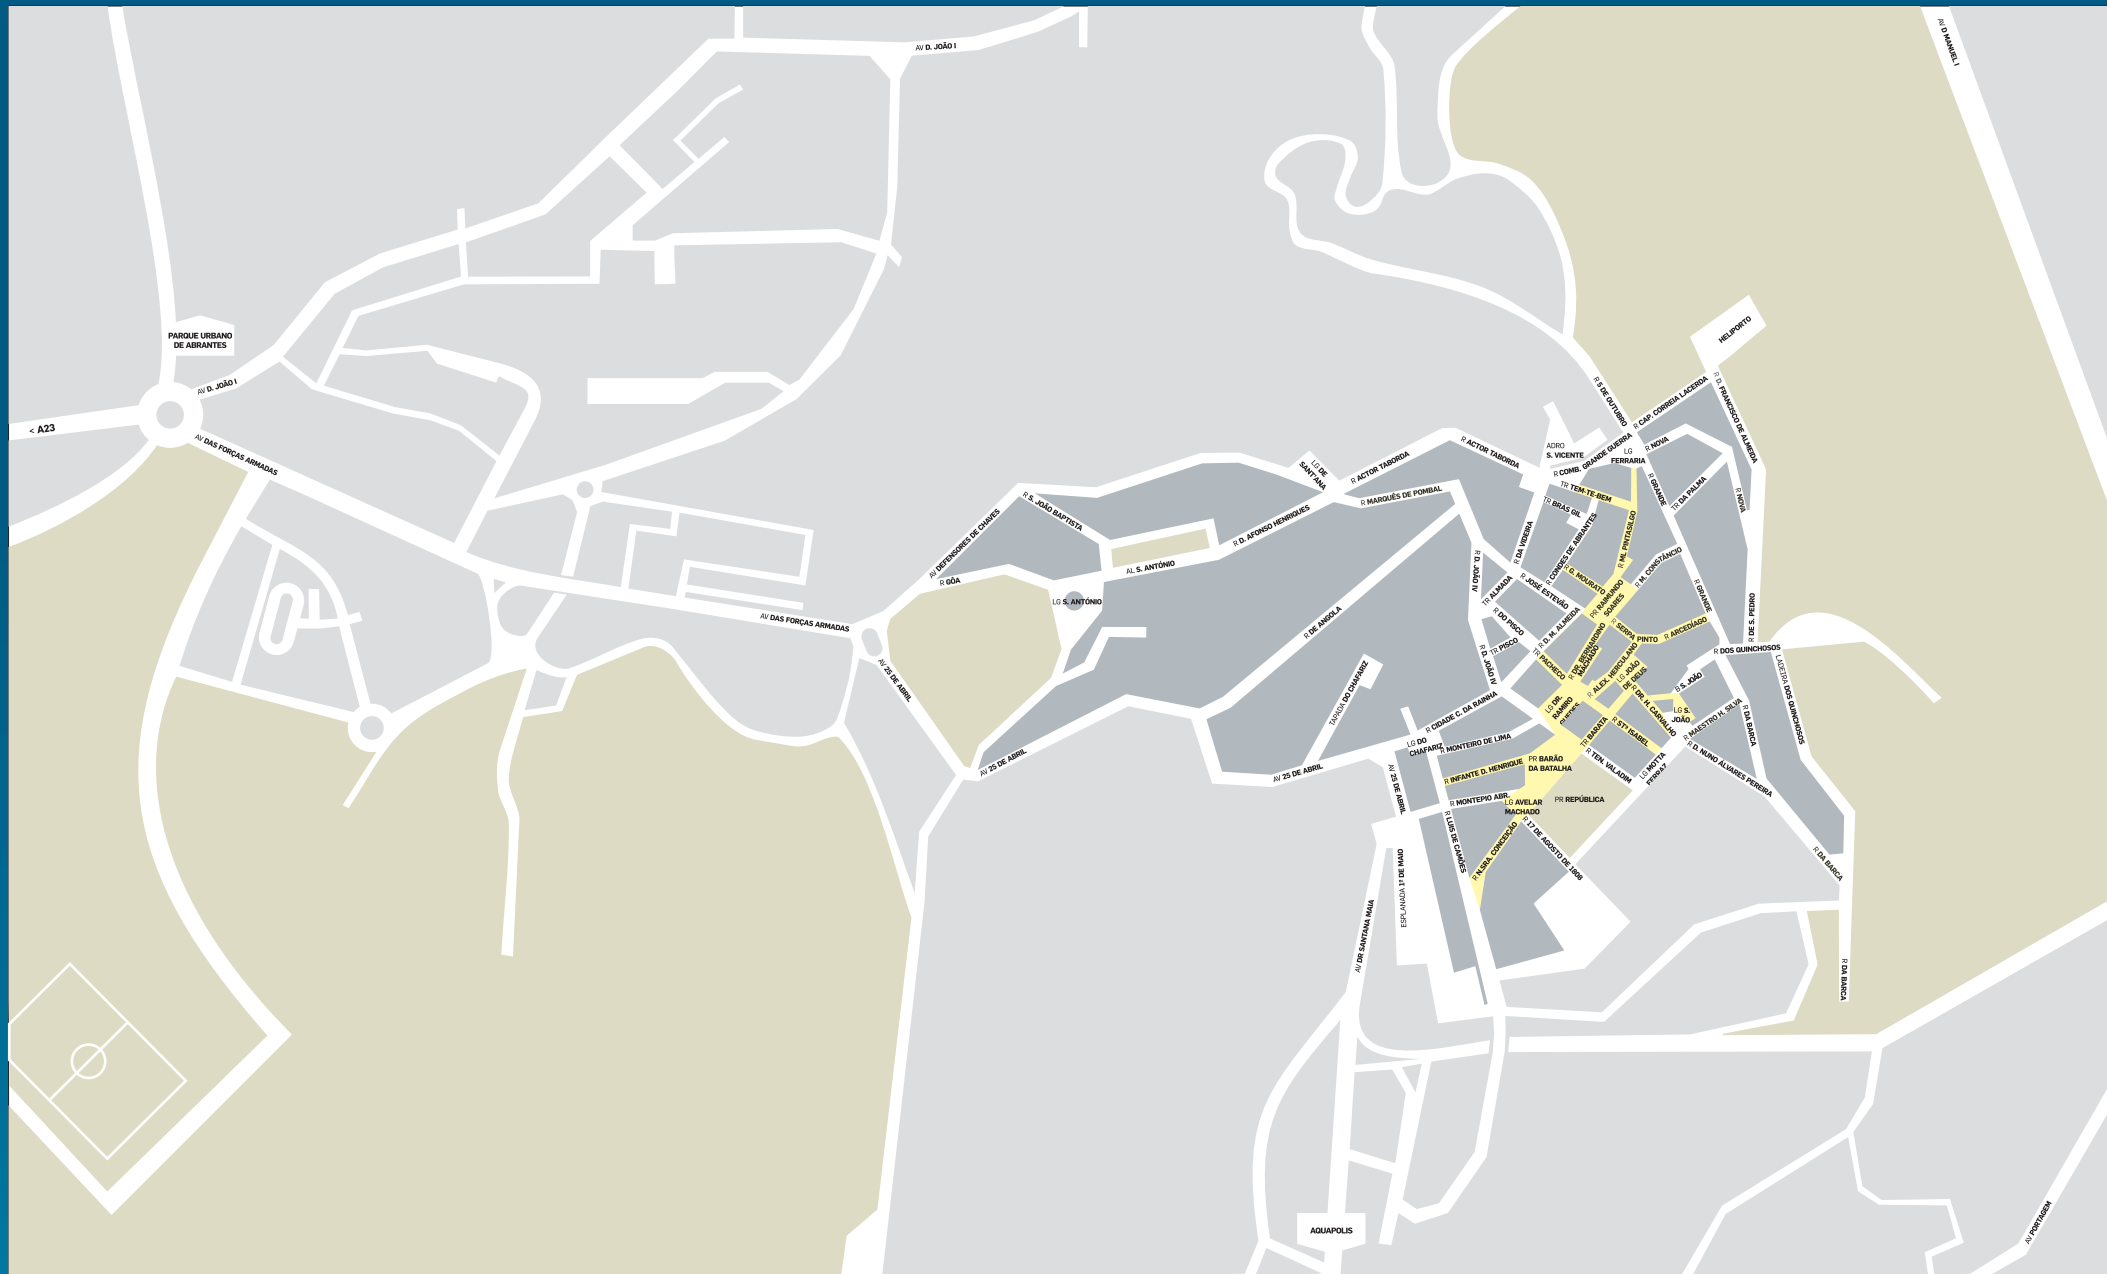 AV D. JOÃO I
AV D MANUEL I
PARQUE URBANO
DE ABRANTES
AV D. JOÃO I
< A23
AV DAS FORÇAS ARMADAS
AV DAS FORÇAS ARMADAS
AV 25 DE ABRIL
AV DEFENSORES DE CHAVES
R GÔA
R S. JOÃO BAPTISTA
LG S. ANTÓNIO
AL S. ANTÓNIO
AV 25 DE ABRIL
R D. AFONSO HENRIQUES
LG DE
SANT'ANA
R ACTOR TABORDA
R ACTOR TABORDA
R MARQUÊS DE POMBAL
R DE ANGOLA
TAPADA DO CHAFARIZ
AV 25 DE ABRIL
HELIPORTO
R 5 DE OUTUBRO
R CAP. CORREIA LACERDA
R D. FRANCISCO DE ALMEIDA
ADRO
S. VICENTE
R COMB. GRANDE GUERRA
LG
FERRARIA
R NOVA
R NOVA
R GRANDE
TR DA PALMA
TR TEM-TE-BEM
TR BRAS GIL
R DA VIDEIRA
R CONDES DE ABRANTES
R ML PINTASILGO
R M. CONSTÂNCIO
R D. JOÃO IV
TR ALMADA
R JOSÉ ESTEVÃO
R G. MOURATO
PR RAIMUNDO
SOARES
R GRANDE
R DE S. PEDRO
R DO PISCO
TR PISCO
R D. M. ALMEIDA
R SERPA PINTO
R ARCEDÍAGO
R DOS QUINCHOSOS
LADEIRA DOS QUINCHOSOS
R D. JOÃO IV
TR PACHECO
R DR. BERNARDINO
MACHADO
R ALEX. HERCULANO
LG JOÃO
DE DEUS
R DR. H. CARVALHO
B S. JOÃO
LG S.
JOÃO
R MAESTRO H. SILVA
R DA BARCA
LG DR.
RAMIRO
GUEDES
R CIDADE C. DA RAINHA
LG DO
CHAFARIZ
R MONTEIRO DE LIMA
R INFANTE D. HENRIQUE
PR BARÃO
DA BATALHA
TR BARATA
R STª ISABEL
R TEN. VALADIM
LG MOTTA
FERRAZ
R D. NUNO ÁLVARES PEREIRA
AV 25 DE ABRIL
R MONTEPIO ABR.
LG AVELAR
MACHADO
PR REPÚBLICA
R LUIS DE CAMÕES
R N.SRA. CONCEIÇÃO
R 17 DE AGOSTO DE 1808
R DA BARCA
ESPLANADA 1º DE MAIO
AV DR SANTANA MAIA
R DA BARCA
AQUAPOLIS
AV PORTAGEM